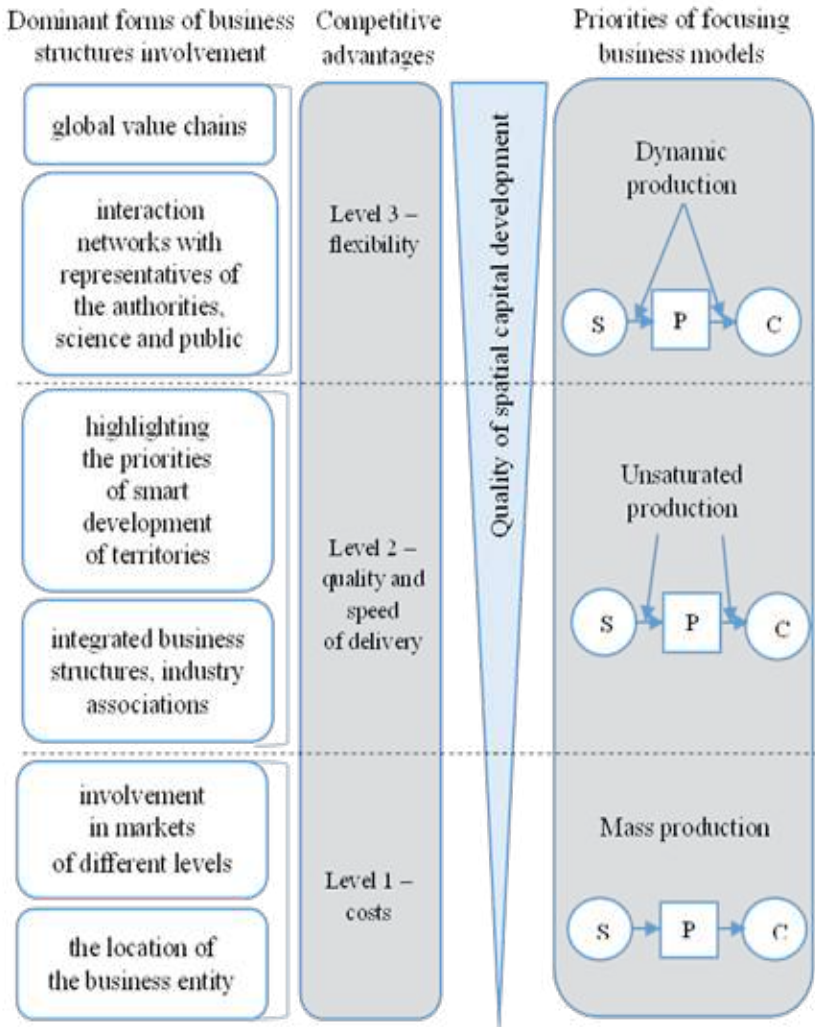 Dominant forms of business
structures involvement
Competitive
advantages
Priorities of focusing
business models
global value chains
interaction
networks with
representatives of
the authorities,
science and public
Level 3 –
flexibility
Quality of spatial capital development
Dynamic
production
S
P
C
highlighting
the priorities
of smart
development
of territories
integrated business
structures, industry
associations
Level 2 –
quality and
speed
of delivery
Unsaturated
production
S
P
C
involvement
in markets
of different levels
the location of
the business entity
Level 1 –
costs
Mass production
S
P
C